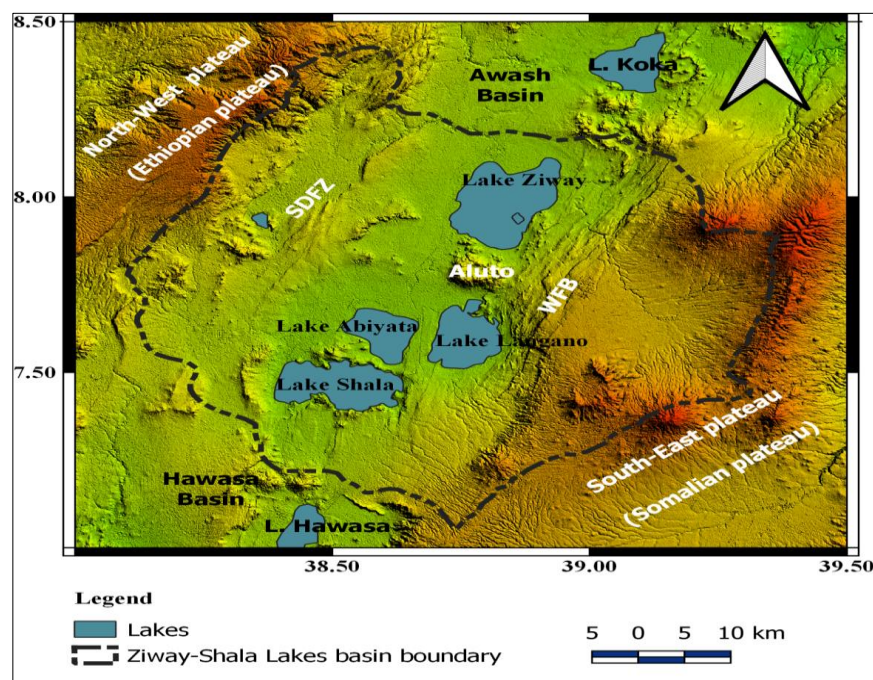 8.50
North-West plateau
(Ethiopian plateau)
Awash
Basin
L. Koka
8.00
SDFZ
Lake Ziway
Aluto
WFB
Lake Abiyata
Lake Langano
7.50
Lake Shala
South-East plateau
(Somalian plateau)
Hawasa
Basin
L. Hawasa
38.50 39.00 39.50
Legend
Lakes
Ziway-Shala Lakes basin boundary
5 0 5 10 km